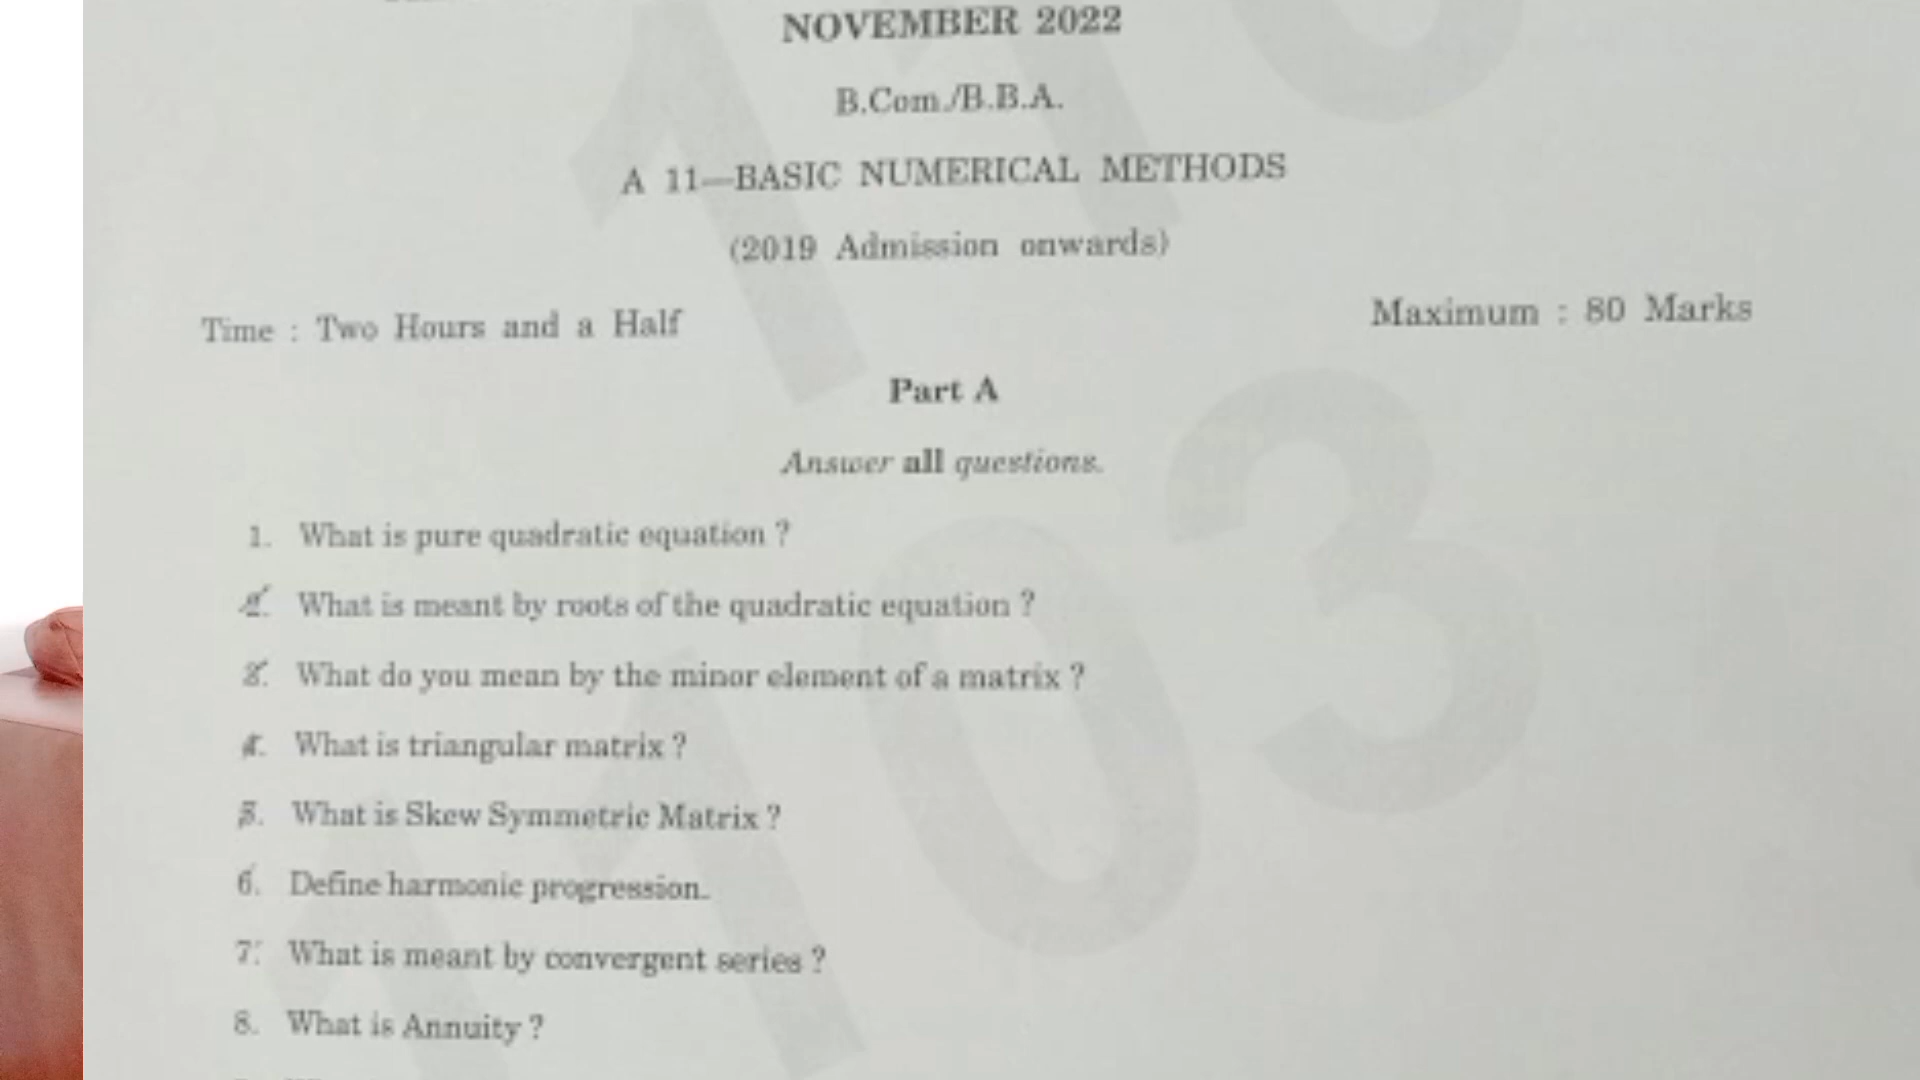 NOVEMBER 2022
B.Com./B.B.A.
A 11—BASIC NUMERICAL METHODS
(2019 Admission onwards)
Time : Two Hours and a Half
Maximum : 80 Marks
Part A
Answer all questions.
1. What is pure quadratic equation ?
2. What is meant by roots of the quadratic equation ?
3. What do you mean by the minor element of a matrix ?
4. What is triangular matrix ?
5. What is Skew Symmetric Matrix ?
6. Define harmonic progression.
7. What is meant by convergent series ?
8. What is Annuity ?